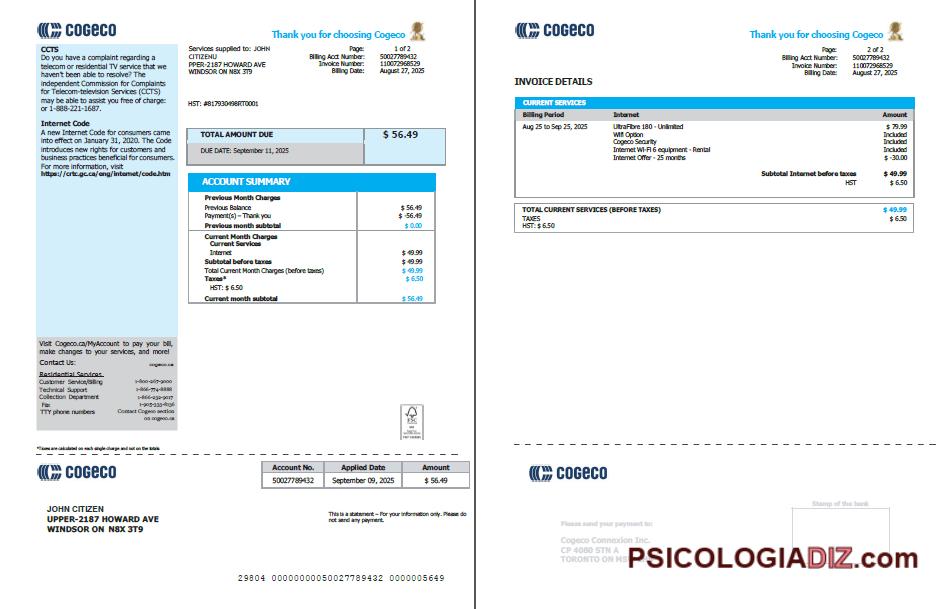 COGECO
Thank you for choosing Cogeco
CCTS
Do you have a complaint regarding a
telecom or residential TV service that we
haven't been able to resolve? The
independent Commission for Complaints
for Telecom-television Services (CCTS)
may be able to assist you free of charge:
or 1-888-221-1687.
Internet Code
A new Internet Code for consumers came
into effect on January 31, 2020. The Code
introduces new rights for customers and
business practices beneficial for consumers.
For more information, visit
https://crtc.gc.ca/eng/internet/code.htm
Visit Cogeco.ca/MyAccount to pay your bill,
make changes to your services, and more!
Contact Us: cogeco.ca
Residential Services
Customer Service/Billing 1-800-267-9000
Technical Support 1-866-774-8888
Collection Department 1-866-232-9017
Fax 1-905-333-8136
TTY phone numbers Contact Cogeco section
on cogeco.ca
*Taxes are calculated on each single charge and not on the totals
Services supplied to: JOHN
CITIZENU
PPER-2187 HOWARD AVE
WINDSOR ON N8X 3T9
Page: 1 of 2
Billing Acct Number: 50027789432
Invoice Number: 110072968529
Billing Date: August 27, 2025
HST: #817930498RT0001
TOTAL AMOUNT DUE $ 56.49
DUE DATE: September 11, 2025
ACCOUNT SUMMARY
Previous Month Charges
Previous Balance $ 56.49
Payment(s) – Thank you $ -56.49
Previous month subtotal $ 0.00
Current Month Charges
Current Services
Internet $ 49.99
Subtotal before taxes $ 49.99
Total Current Month Charges (before taxes) $ 49.99
Taxes* $ 6.50
HST: $ 6.50
Current month subtotal $ 56.49
FSC
COGECO
Account No. Applied Date Amount
50027789432 September 09, 2025 $ 56.49
JOHN CITIZEN
UPPER-2187 HOWARD AVE
WINDSOR ON N8X 3T9
This is a statement – For your information only. Please do
not send any payment.
29804 00000000050027789432 0000005649
COGECO
Thank you for choosing Cogeco
Page: 2 of 2
Billing Acct Number: 50027789432
Invoice Number: 110072968529
Billing Date: August 27, 2025
INVOICE DETAILS
CURRENT SERVICES
Billing Period Internet Amount
Aug 25 to Sep 25, 2025 UltraFibre 180 - Unlimited $ 79.99
Wifi Option Included
Cogeco Security Included
Internet Wi-Fi 6 equipment - Rental Included
Internet Offer - 25 months $ -30.00
Subtotal Internet before taxes $ 49.99
HST $ 6.50
TOTAL CURRENT SERVICES (BEFORE TAXES) $ 49.99
TAXES $ 6.50
HST: $ 6.50
COGECO
Stamp of the bank
Please send your payment to:
Cogeco Connexion Inc.
CP 4080 STN A
TORONTO ON
PSICOLOGIADIZ.com